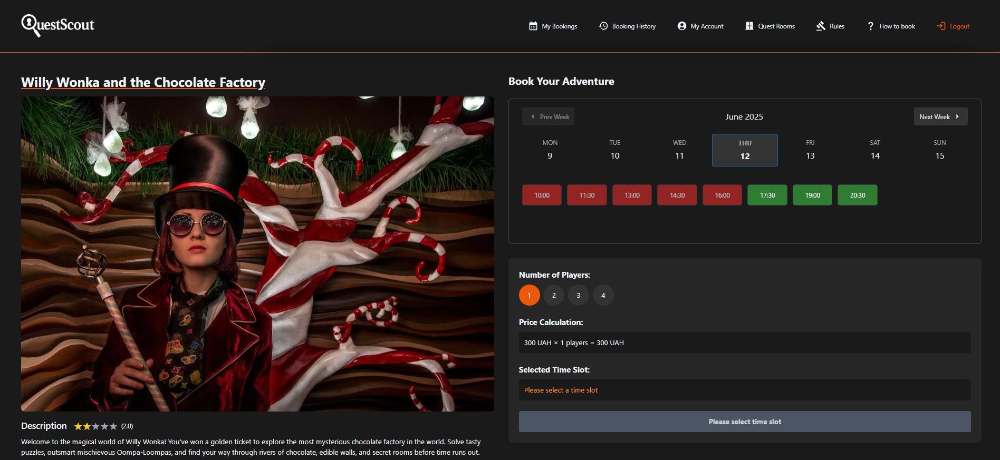 QuestScout
My Bookings
Booking History
My Account
Quest Rooms
Rules
? How to book
Logout
Willy Wonka and the Chocolate Factory
Description (2.0)
Welcome to the magical world of Willy Wonka! You've won a golden ticket to explore the most mysterious chocolate factory in the world. Solve tasty
puzzles, outsmart mischievous Oompa-Loompas, and find your way through rivers of chocolate, edible walls, and secret rooms before time runs out.
Book Your Adventure
Prev Week
June 2025
Next Week
MON TUE WED THU FRI SAT SUN
9 10 11 12 13 14 15
10:00 11:30 13:00 14:30 16:00 17:30 19:00 20:30
Number of Players:
1 2 3 4
Price Calculation:
300 UAH × 1 players = 300 UAH
Selected Time Slot:
Please select a time slot
Please select time slot